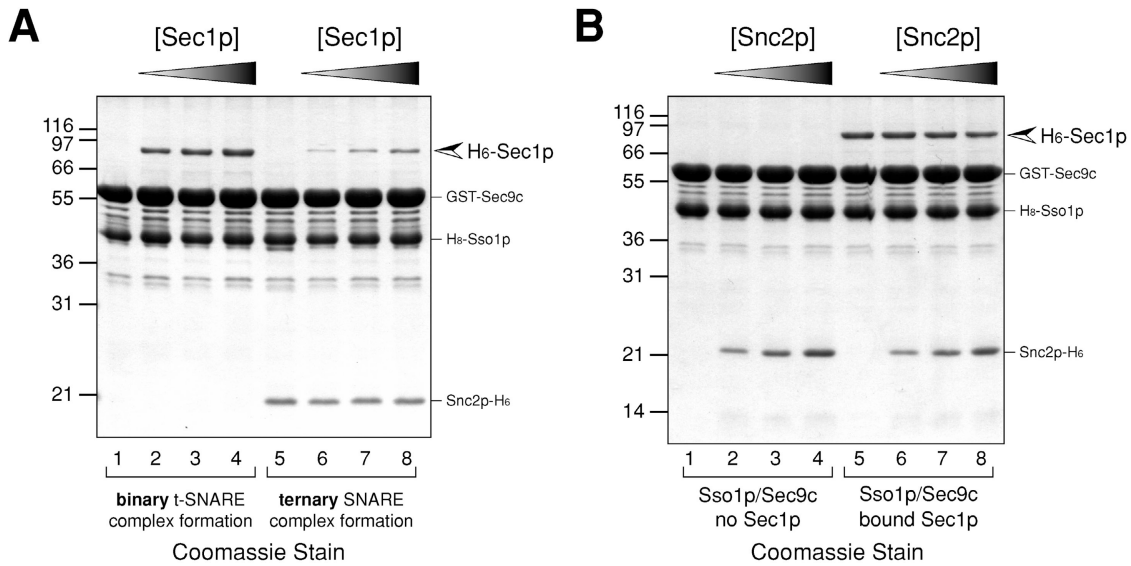 A
[Sec1p] [Sec1p]
116
97
66
55
36
31
21
H6-Sec1p
GST-Sec9c
H8-Sso1p
Snc2p-H6
1 2 3 4 5 6 7 8
binary t-SNARE
complex formation
ternary SNARE
complex formation
Coomassie Stain
B
[Snc2p] [Snc2p]
116
97
66
55
36
31
21
14
H6-Sec1p
GST-Sec9c
H8-Sso1p
Snc2p-H6
1 2 3 4 5 6 7 8
Sso1p/Sec9c
no Sec1p
Sso1p/Sec9c
bound Sec1p
Coomassie Stain